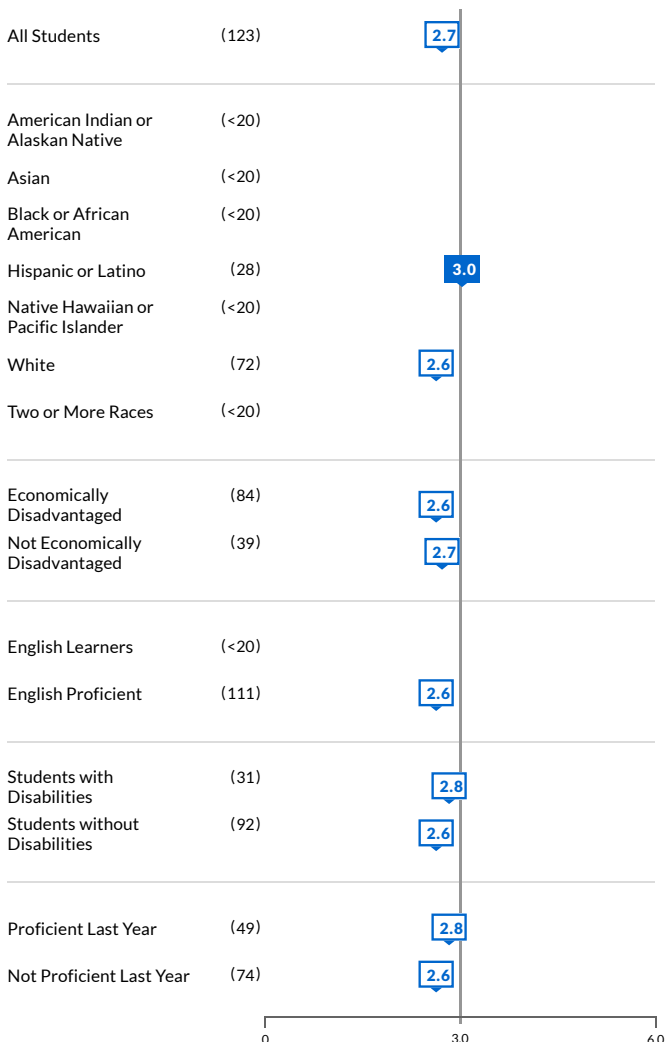 All Students (123) 2.7
American Indian or (<20)
Alaskan Native
Asian (<20)
Black or African (<20)
American
Hispanic or Latino (28) 3.0
Native Hawaiian or (<20)
Pacific Islander
White (72) 2.6
Two or More Races (<20)
Economically (84) 2.6
Disadvantaged
Not Economically (39) 2.7
Disadvantaged
English Learners (<20)
English Proficient (111) 2.6
Students with (31) 2.8
Disabilities
Students without (92) 2.6
Disabilities
Proficient Last Year (49) 2.8
Not Proficient Last Year (74) 2.6
0 3.0 6.0